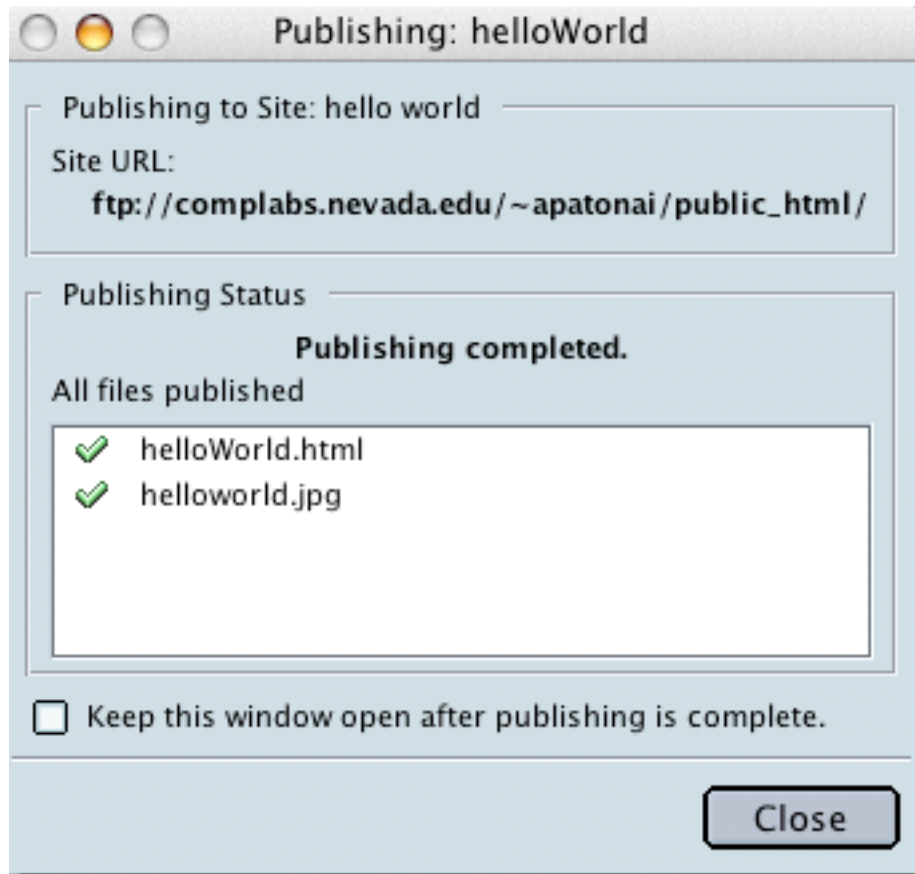 Publishing: helloWorld
Publishing to Site: hello world
Site URL:
ftp://complabs.nevada.edu/~apatonai/public_html/
Publishing Status
Publishing completed.
All files published
helloWorld.html
helloworld.jpg
Keep this window open after publishing is complete.
Close